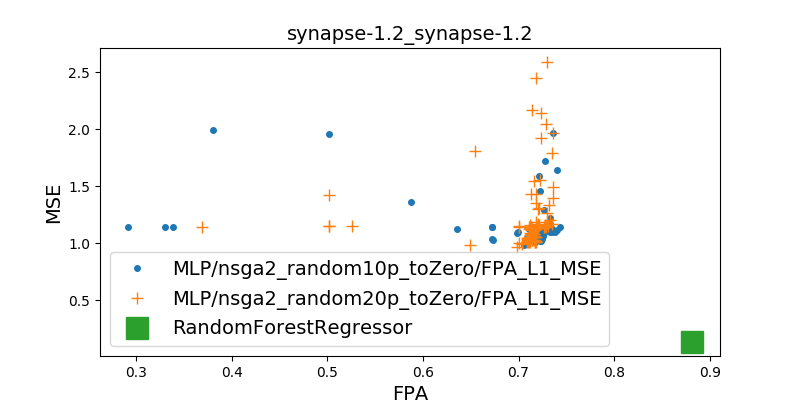 synapse-1.2_synapse-1.2
MSE
2.5
2.0
1.5
1.0
0.5
MLP/nsga2_random10p_toZero/FPA_L1_MSE
MLP/nsga2_random20p_toZero/FPA_L1_MSE
RandomForestRegressor
0.3 0.4 0.5 0.6 0.7 0.8 0.9
FPA